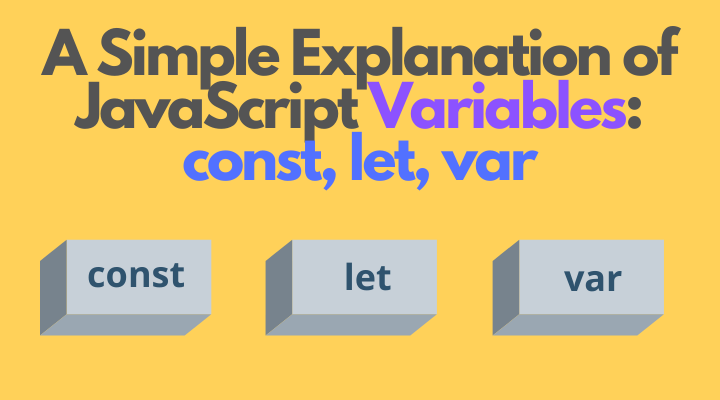 A Simple Explanation of
JavaScript Variables:
const, let, var
const
let
var